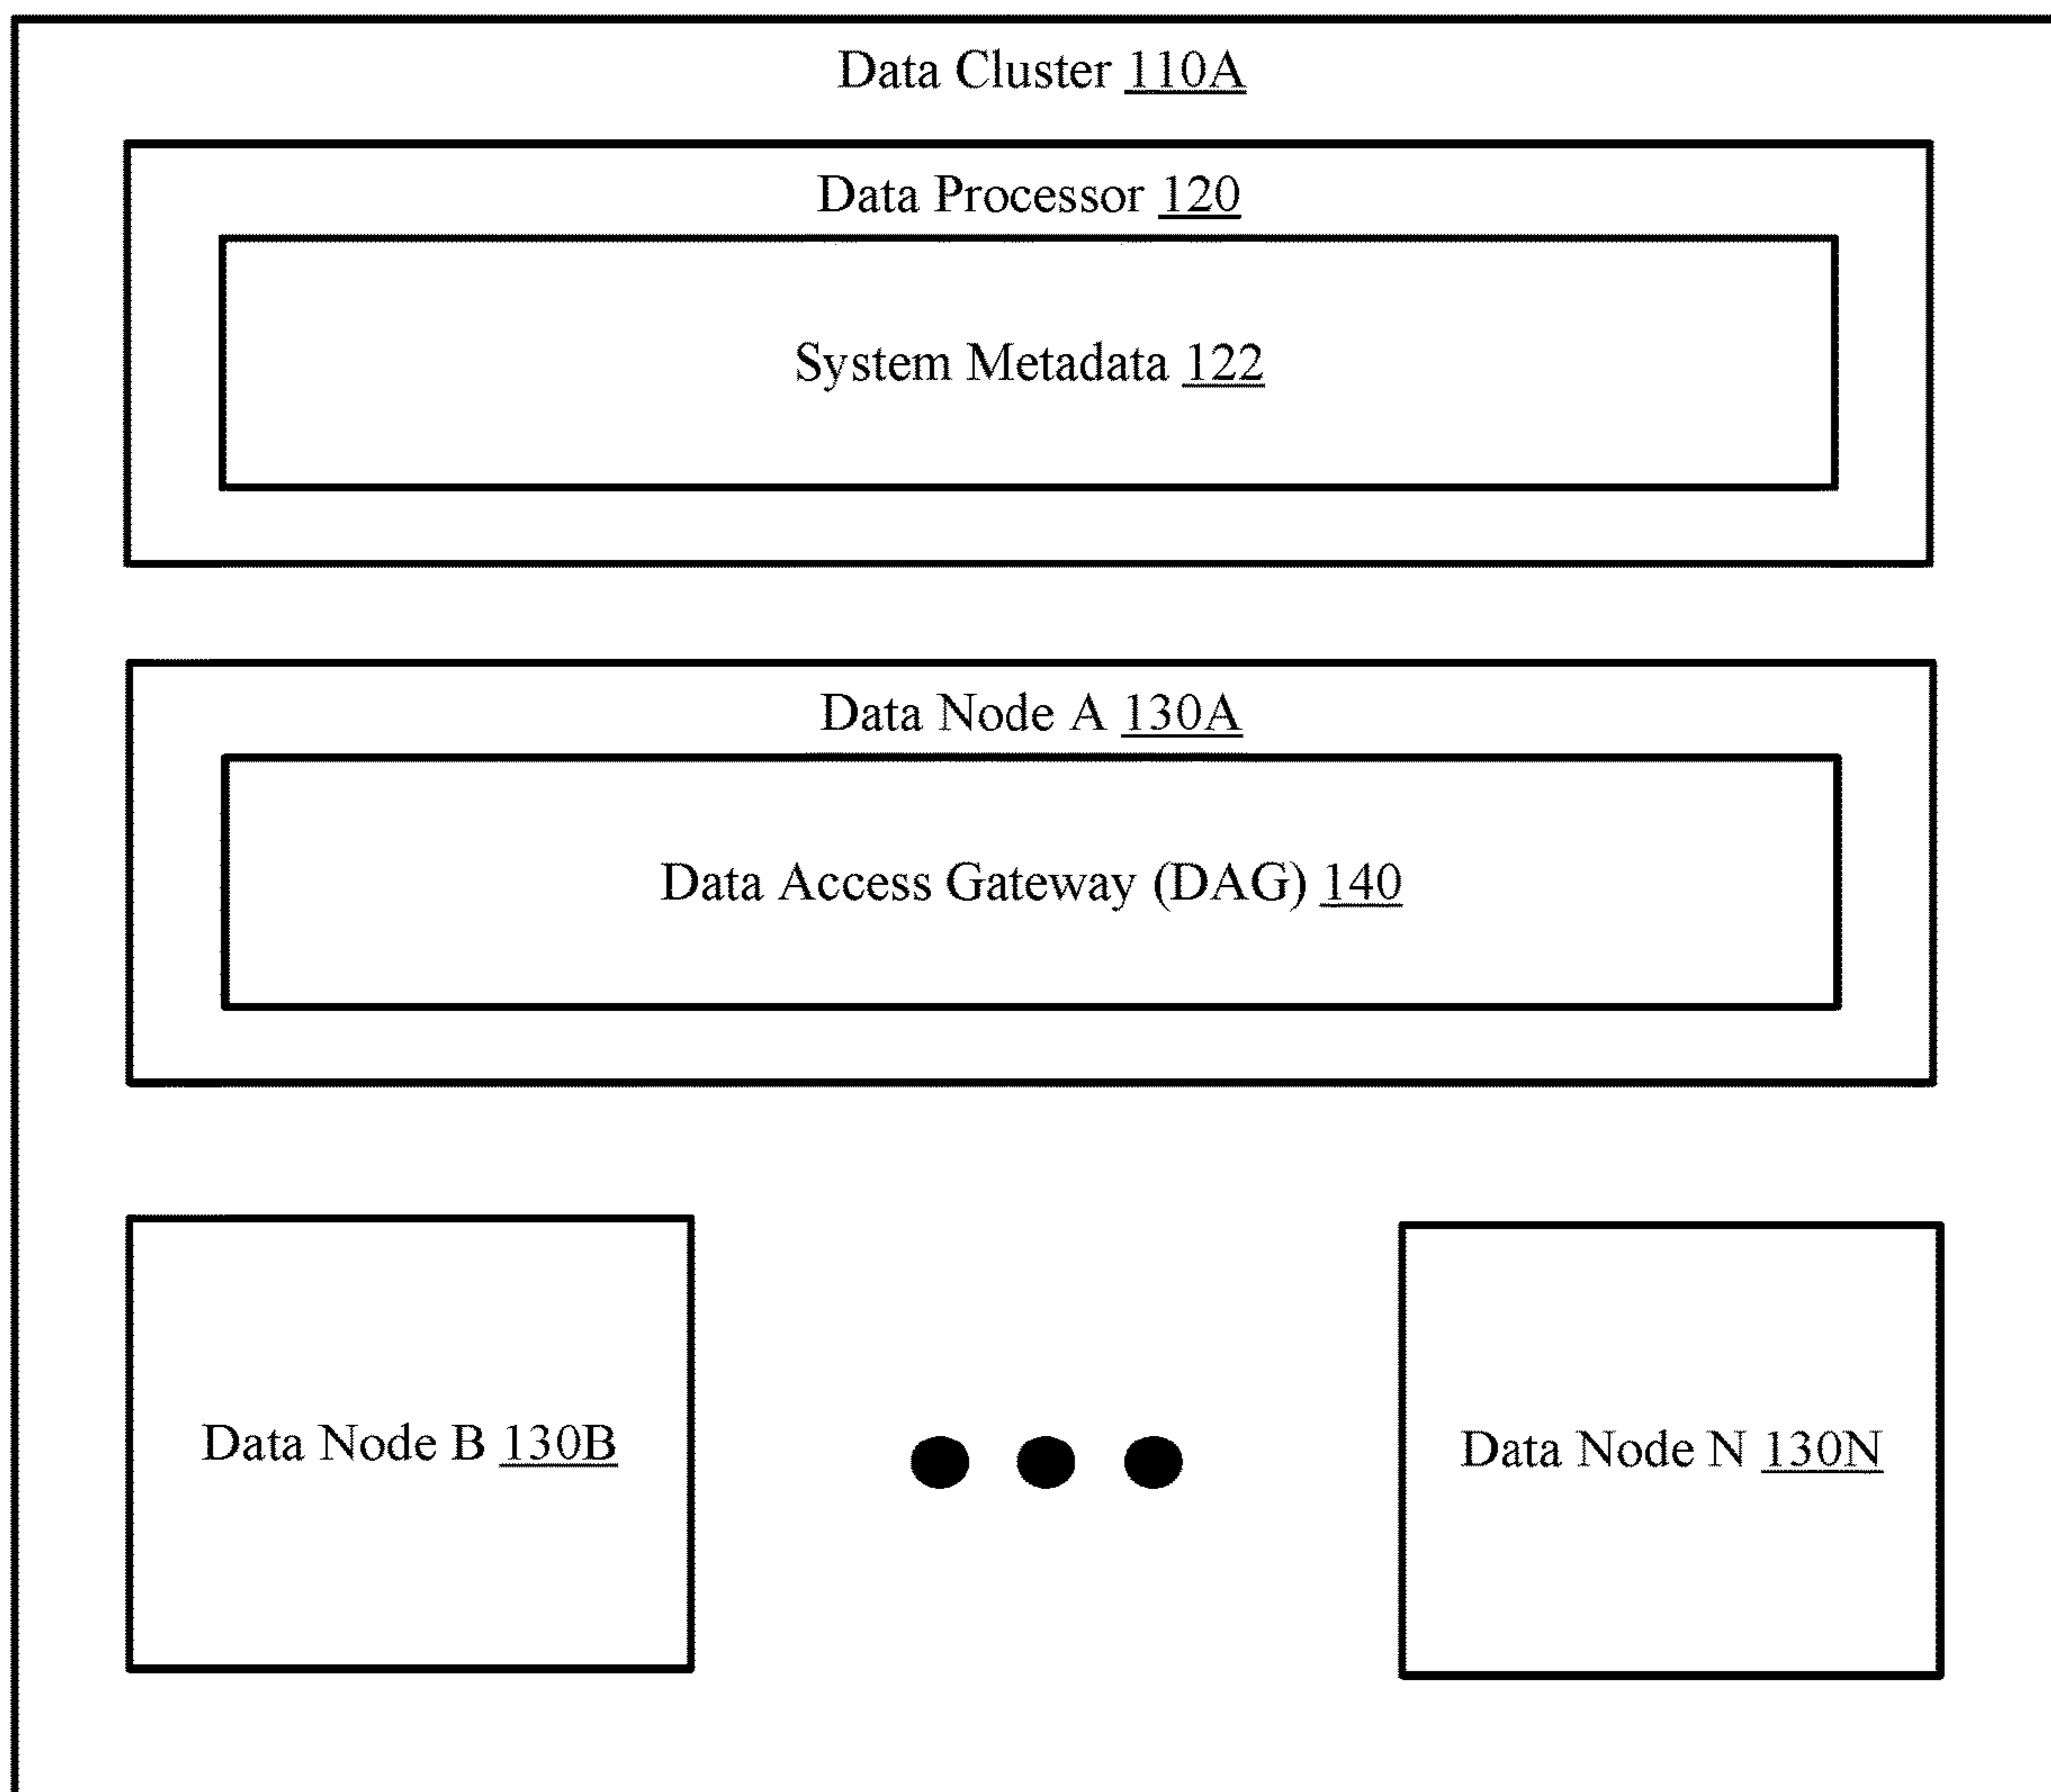 Data Cluster 110A
Data Processor 120
System Metadata 122
Data Node A 130A
Data Access Gateway (DAG) 140
Data Node B 130B
Data Node N 130N